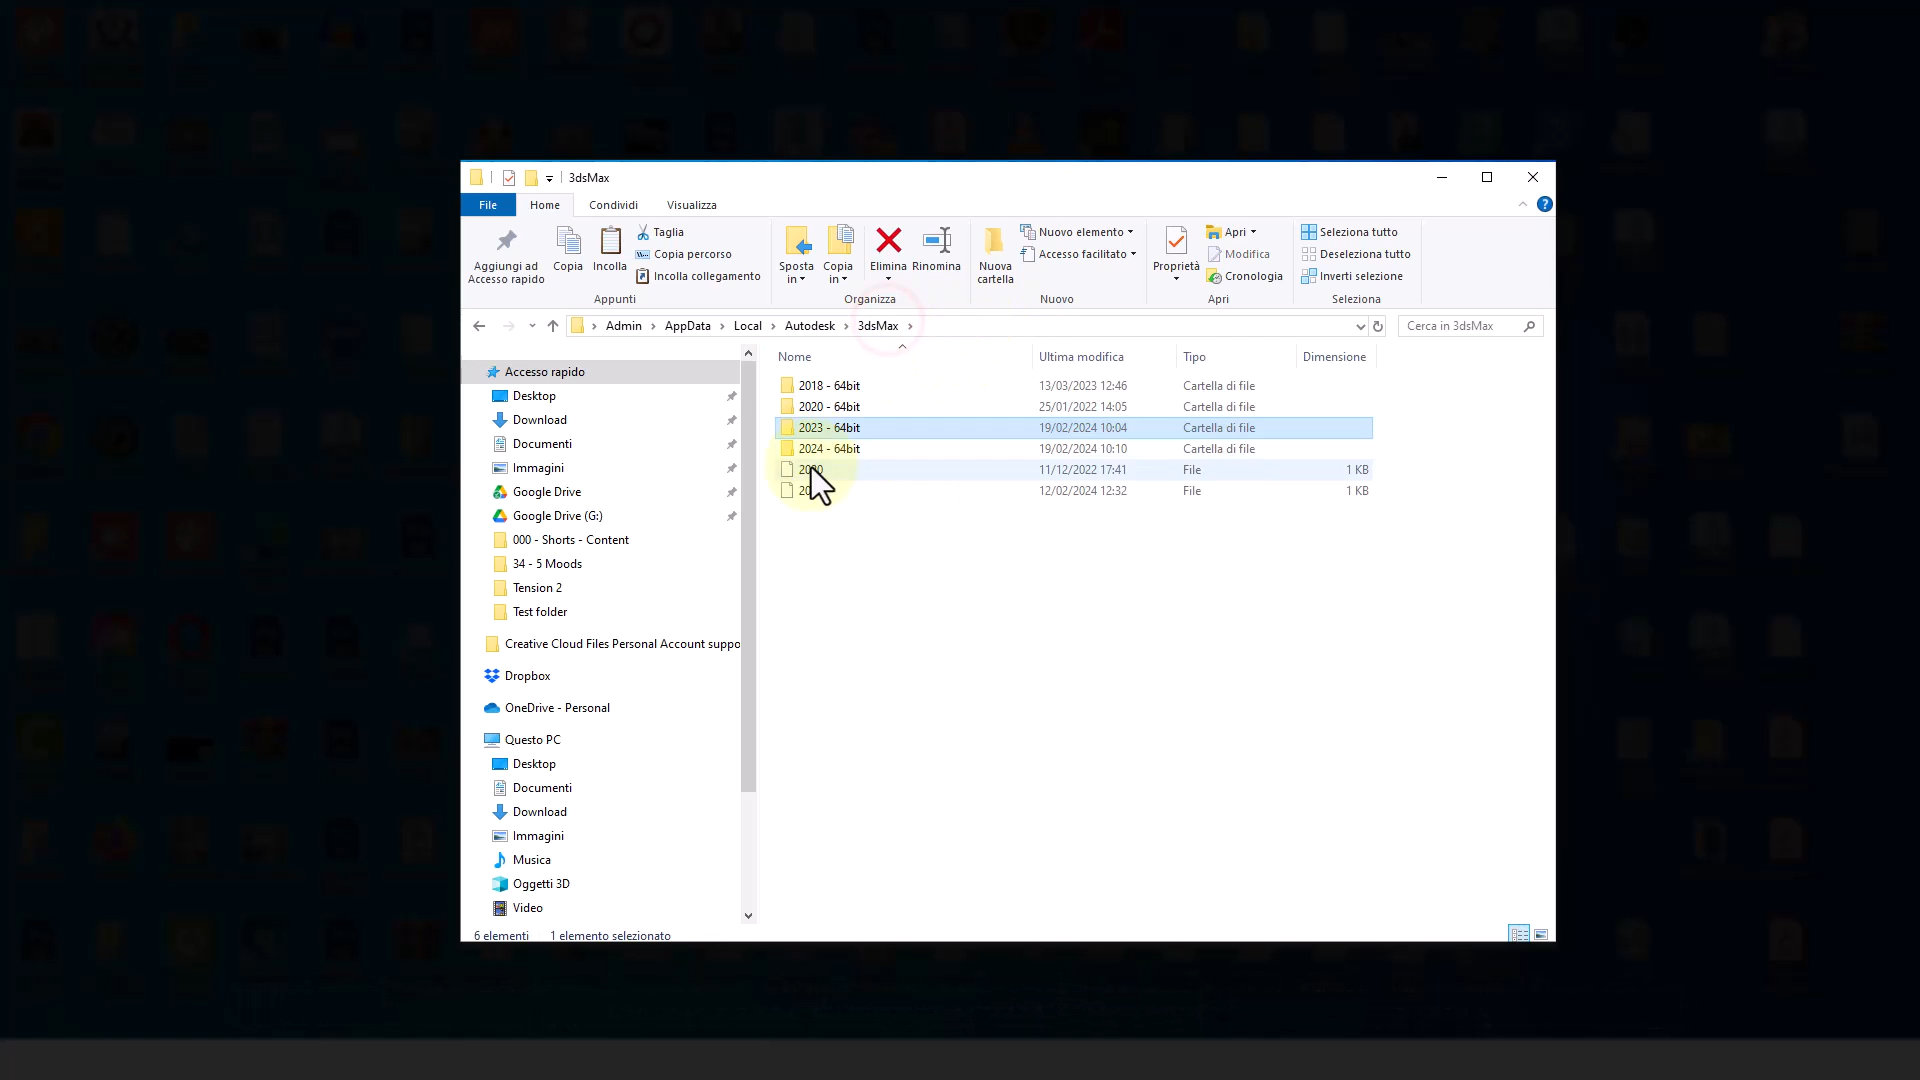 3dsMax
File Home Condividi Visualizza
Aggiungi ad
Accesso rapido
Copia
Incolla
Taglia
Copia percorso
Incolla collegamento
Appunti
Sposta
in
Copia
in
Elimina
Rinomina
Organizza
Nuova
cartella
Nuovo elemento
Accesso facilitato
Nuovo
Proprietà
Apri
Modifica
Cronologia
Apri
Seleziona tutto
Deseleziona tutto
Inverti selezione
Seleziona
Admin > AppData > Local > Autodesk > 3dsMax >
Cerca in 3dsMax
Accesso rapido
Desktop
Download
Documenti
Immagini
Google Drive
Google Drive (G:)
000 - Shorts - Content
34 - 5 Moods
Tension 2
Test folder
Creative Cloud Files Personal Account suppo
Dropbox
OneDrive - Personal
Questo PC
Desktop
Documenti
Download
Immagini
Musica
Oggetti 3D
Video
Nome Ultima modifica Tipo Dimensione
2018 - 64bit 13/03/2023 12:46 Cartella di file
2020 - 64bit 25/01/2022 14:05 Cartella di file
2023 - 64bit 19/02/2024 10:04 Cartella di file
2024 - 64bit 19/02/2024 10:10 Cartella di file
11/12/2022 17:41 File 1 KB
12/02/2024 12:32 File 1 KB
6 elementi 1 elemento selezionato